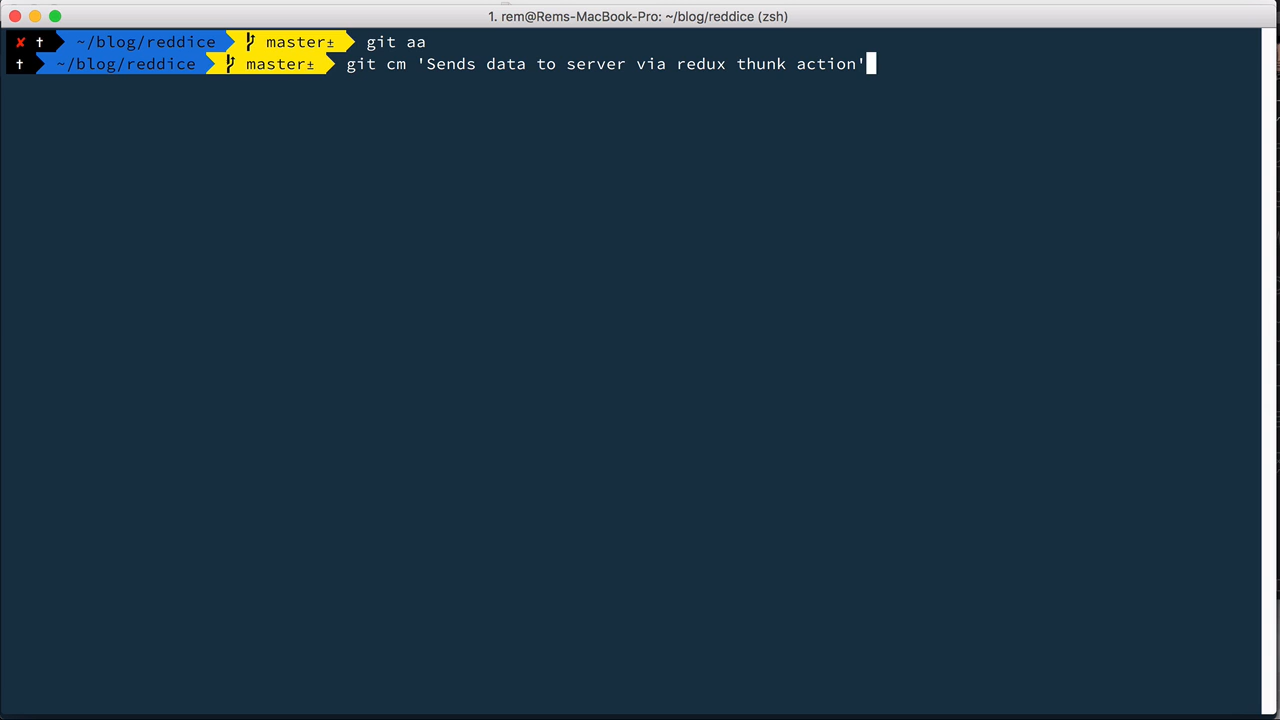 1. rem@Rems-MacBook-Pro: ~/blog/reddice (zsh)
✘ † ~/blog/reddice master± git aa
† ~/blog/reddice master± git cm 'Sends data to server via redux thunk action'